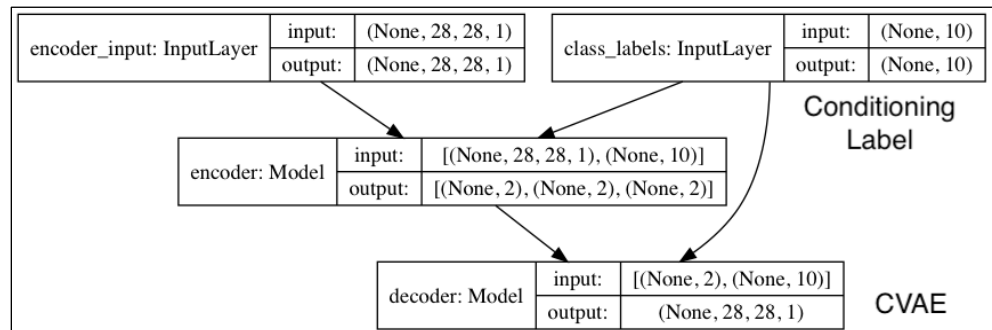 encoder_input: InputLayer
input: (None, 28, 28, 1)
output: (None, 28, 28, 1)
class_labels: InputLayer
input: (None, 10)
output: (None, 10)
Conditioning
Label
encoder: Model
input: [(None, 28, 28, 1), (None, 10)]
output: [(None, 2), (None, 2), (None, 2)]
decoder: Model
input: [(None, 2), (None, 10)]
output: (None, 28, 28, 1)
CVAE